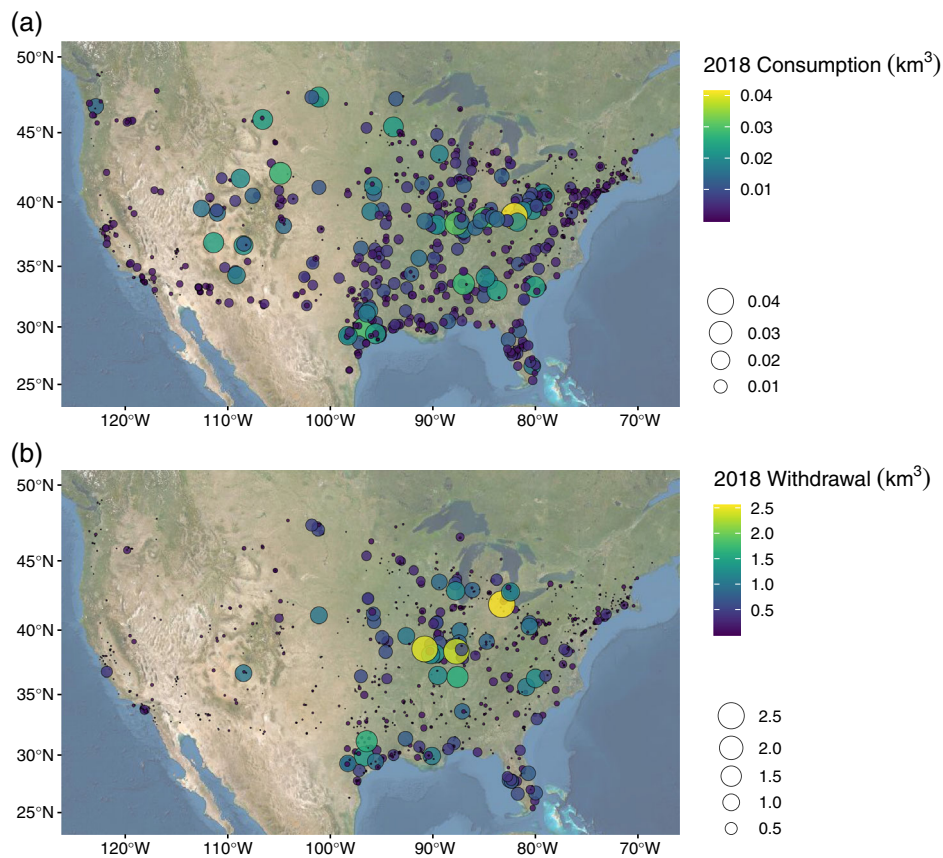 (a)
50°N
45°N
40°N
35°N
30°N
25°N
120°W
110°W
100°W
90°W
80°W
70°W
2018 Consumption (km³)
0.04
0.03
0.02
0.01
0.04
0.03
0.02
0.01
(b)
50°N
45°N
40°N
35°N
30°N
25°N
120°W
110°W
100°W
90°W
80°W
70°W
2018 Withdrawal (km³)
2.5
2.0
1.5
1.0
0.5
2.5
2.0
1.5
1.0
0.5